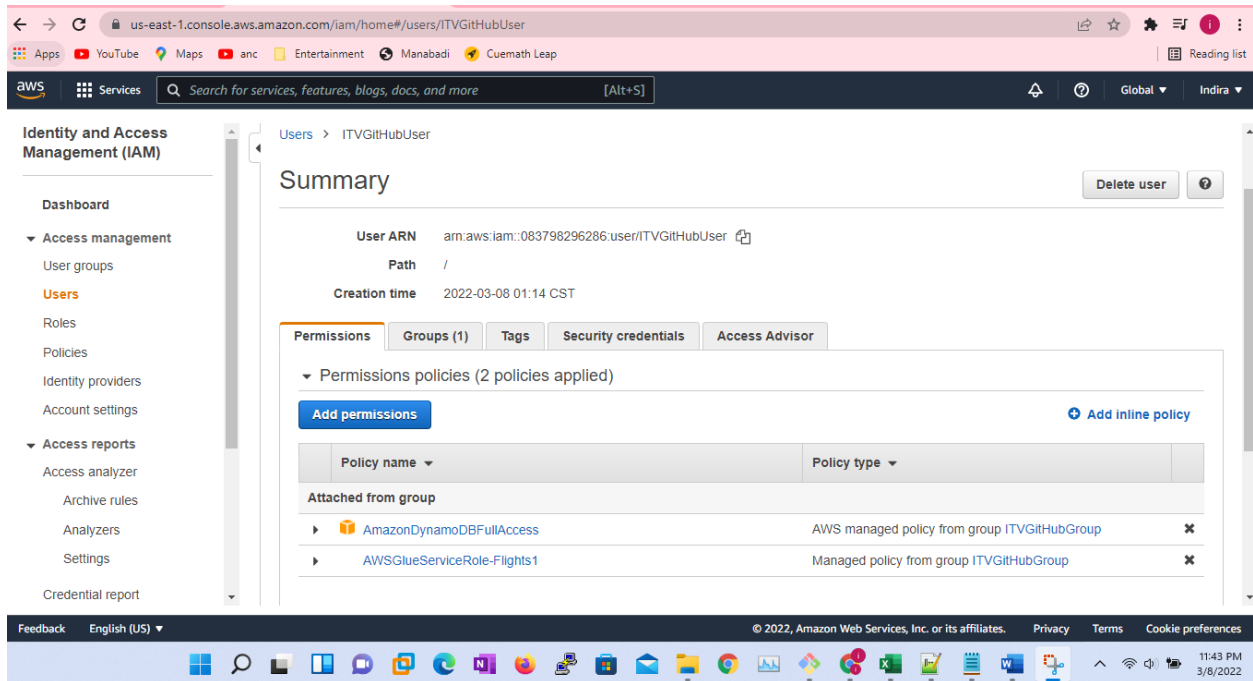 us-east-1.console.aws.amazon.com/iam/home#/users/ITVGitHubUser
i
Apps YouTube Maps anc Entertainment Manabadi Cuemath Leap Reading list
aws Services Search for services, features, blogs, docs, and more [Alt+S] Global Indira
Identity and Access
Management (IAM)
Dashboard
Access management
User groups
Users
Roles
Policies
Identity providers
Account settings
Access reports
Access analyzer
Archive rules
Analyzers
Settings
Credential report
Users > ITVGitHubUser
Summary
Delete user
User ARN arn:aws:iam::083798296286:user/ITVGitHubUser
Path /
Creation time 2022-03-08 01:14 CST
Permissions Groups (1) Tags Security credentials Access Advisor
Permissions policies (2 policies applied)
Add permissions Add inline policy
Policy name Policy type
Attached from group
AmazonDynamoDBFullAccess AWS managed policy from group ITVGitHubGroup
AWSGlueServiceRole-Flights1 Managed policy from group ITVGitHubGroup
Feedback English (US) © 2022, Amazon Web Services, Inc. or its affiliates. Privacy Terms Cookie preferences
11:43 PM
3/8/2022